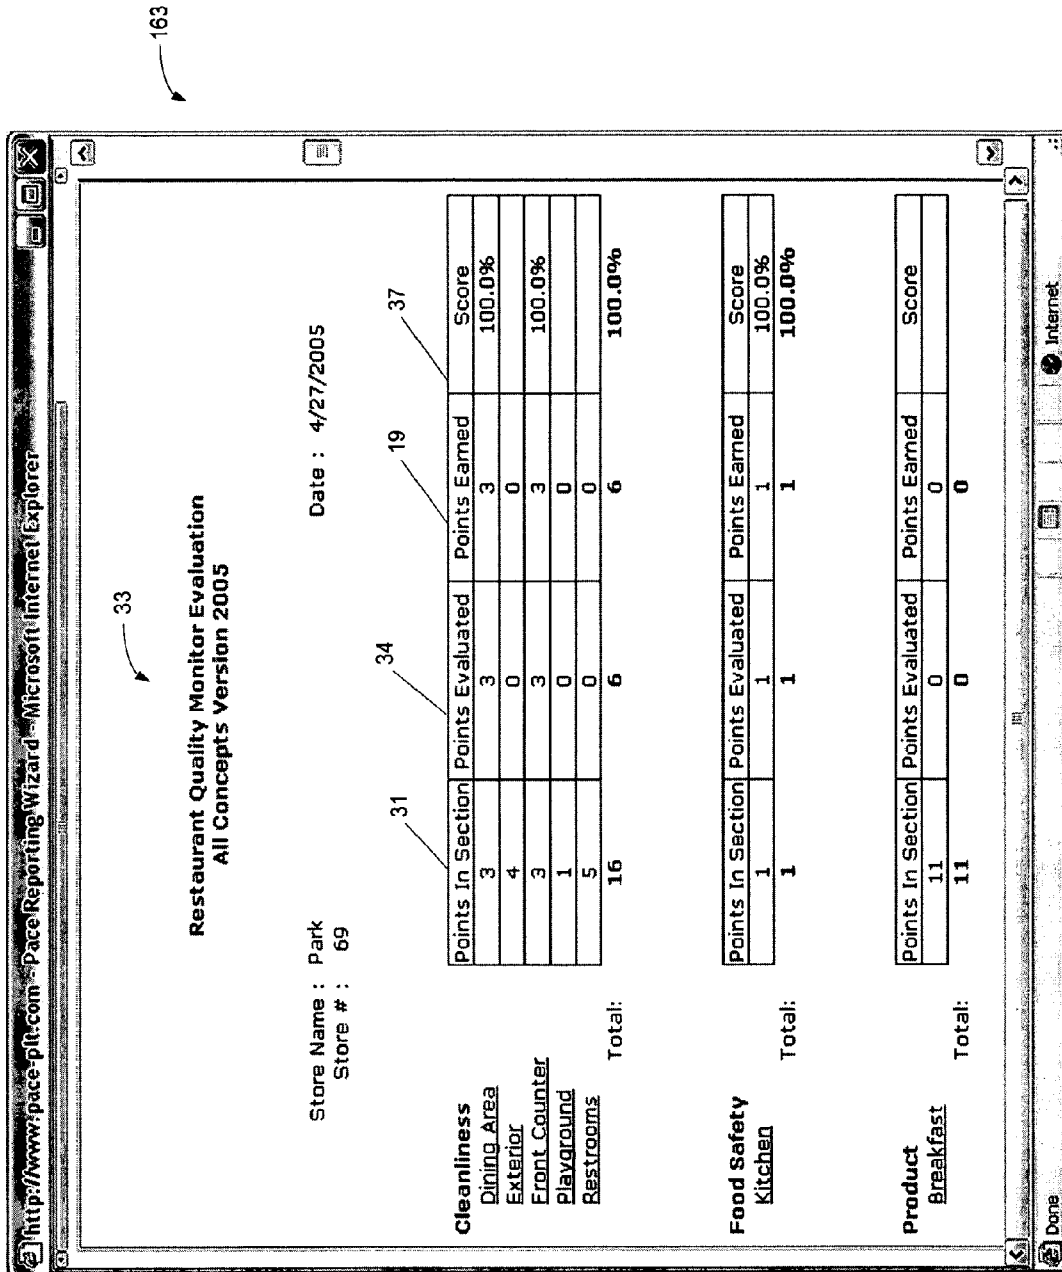 163
http://www.pace-plt.com - Pace Reporting Wizard - Microsoft Internet Explorer
33
Restaurant Quality Monitor Evaluation
All Concepts Version 2005
Store Name : Park
Date : 4/27/2005
Store # : 69
31 34 19 37
Cleanliness Points In Section Points Evaluated Points Earned Score
Dining Area 3 3 3 100.0%
Exterior 4 0 0
Front Counter 3 3 3 100.0%
Playground 1 0 0
Restrooms 5 0 0
Total: 16 6 6 100.0%
Food Safety Points In Section Points Evaluated Points Earned Score
Kitchen 1 1 1 100.0%
Total: 1 1 1 100.0%
Product Points In Section Points Evaluated Points Earned Score
Breakfast 11 0 0
Total: 11 0 0
Done Internet